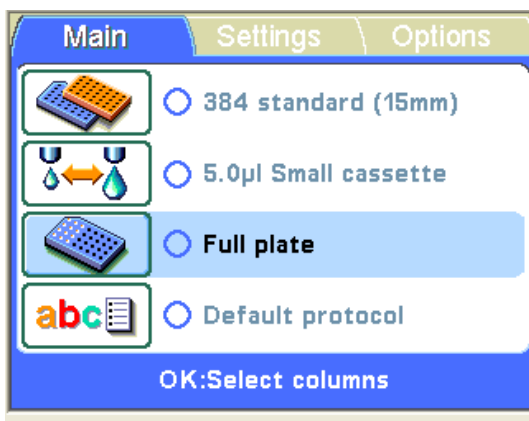 Main Settings Options
384 standard (15mm)
5.0µl Small cassette
Full plate
abc Default protocol
OK:Select columns